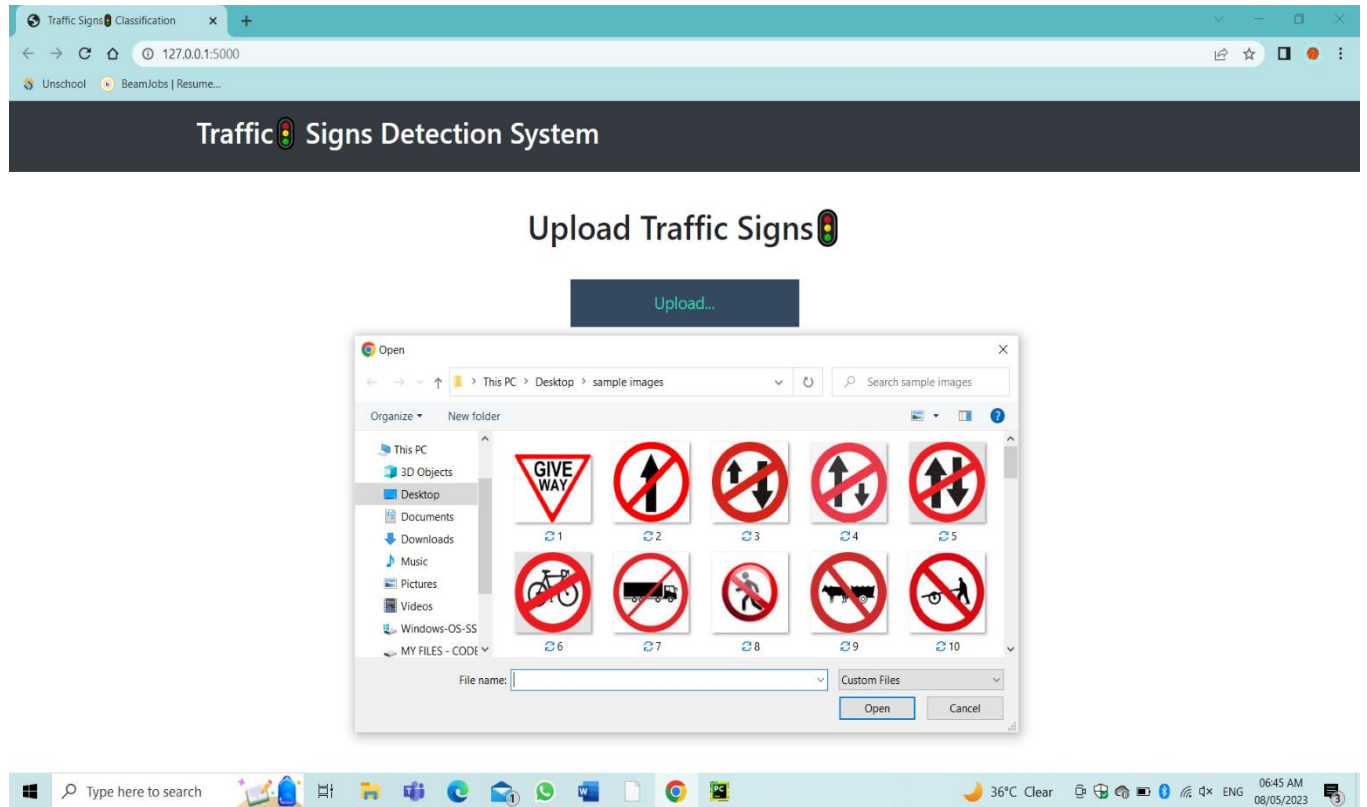 Traffic Signs🚦 Classification
127.0.0.1:5000
Unschool BeamJobs | Resume...
Traffic🚦 Signs Detection System
Upload Traffic Signs🚦
Upload...
Open
This PC > Desktop > sample images
Search sample images
Organize
New folder
This PC
3D Objects
Desktop
Documents
Downloads
Music
Pictures
Videos
Windows-OS-SS
MY FILES - CODE
GIVE
WAY
1 2 3 4 5
6 7 8 9 10
File name:
Custom Files
Open Cancel
Type here to search
1
PC
36°C Clear
ENG
06:45 AM
08/05/2023
3